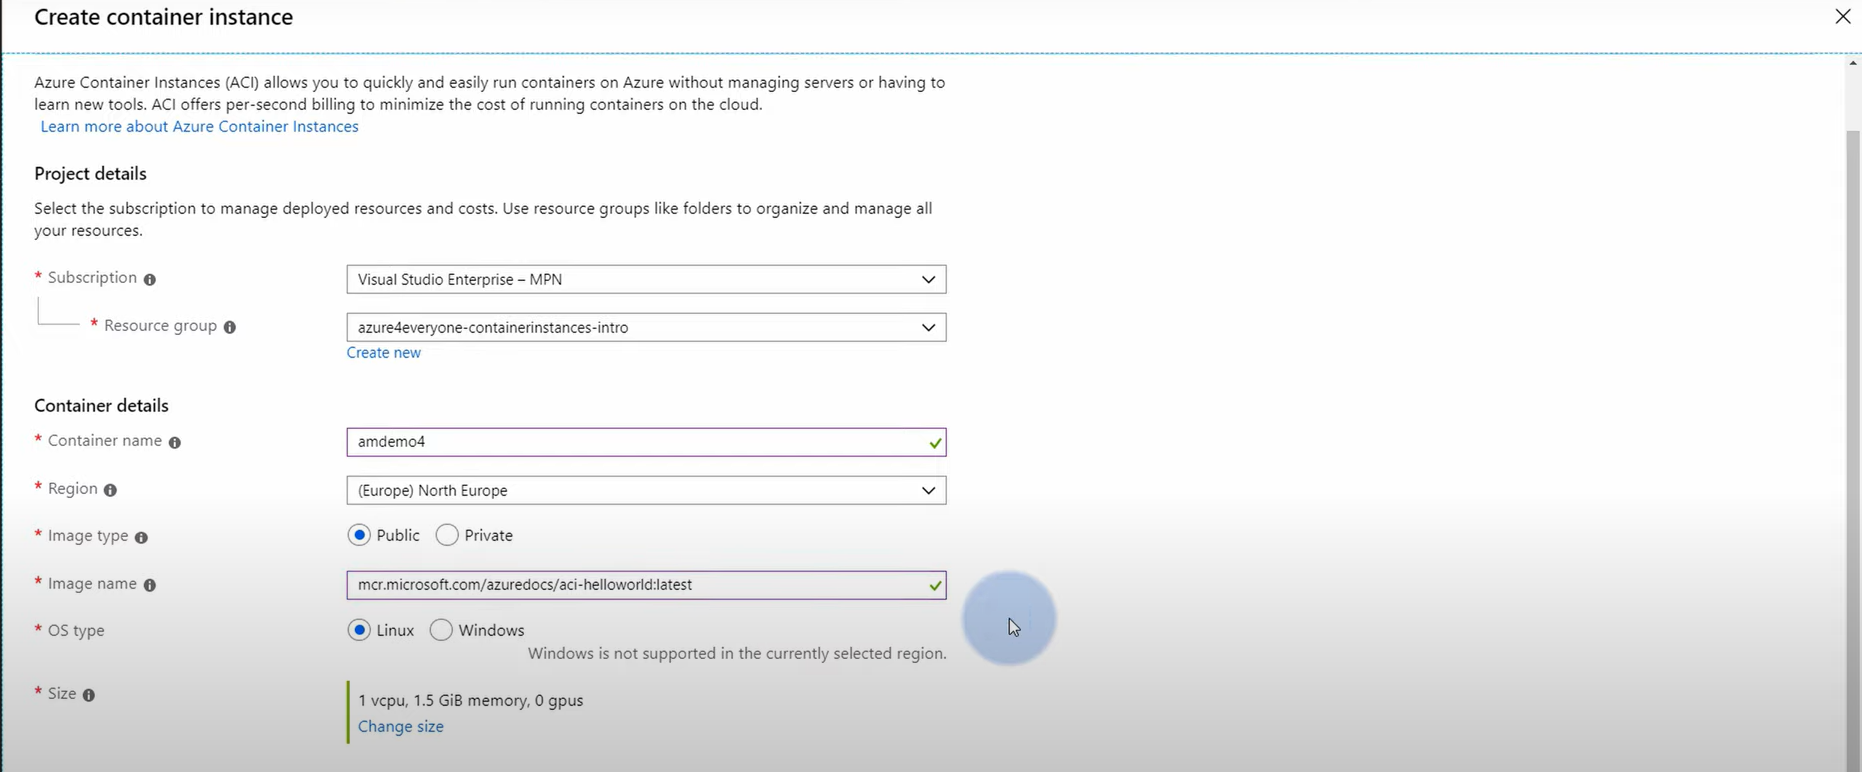 Create container instance
Azure Container Instances (ACI) allows you to quickly and easily run containers on Azure without managing servers or having to
learn new tools. ACI offers per-second billing to minimize the cost of running containers on the cloud.
Learn more about Azure Container Instances
Project details
Select the subscription to manage deployed resources and costs. Use resource groups like folders to organize and manage all
your resources.
* Subscription
Visual Studio Enterprise – MPN
* Resource group
azure4everyone-containerinstances-intro
Create new
Container details
* Container name
amdemo4
* Region
(Europe) North Europe
* Image type
Public Private
* Image name
mcr.microsoft.com/azuredocs/aci-helloworld:latest
* OS type
Linux Windows
Windows is not supported in the currently selected region.
* Size
1 vcpu, 1.5 GiB memory, 0 gpus
Change size